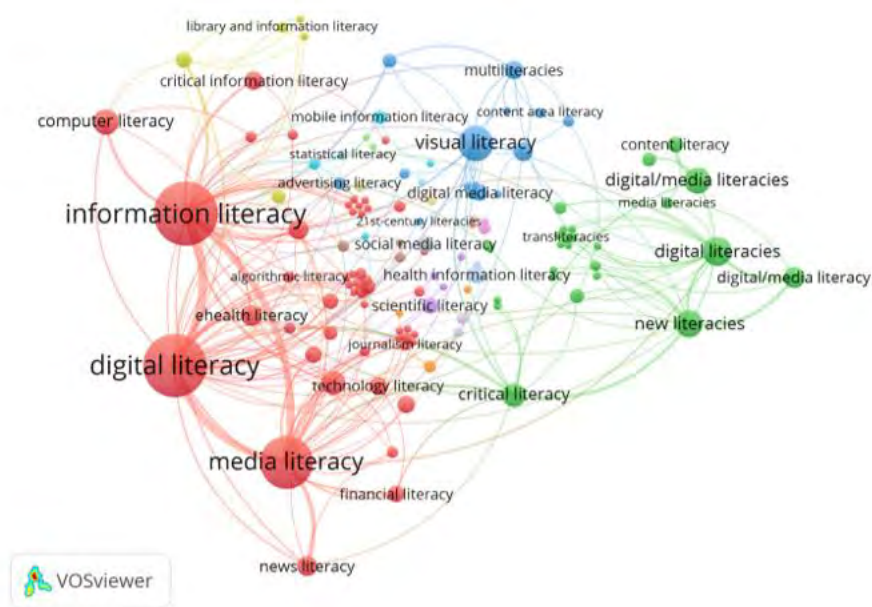 library and information literacy
multiliteracies
critical information literacy
content area literacy
mobile information literacy
computer literacy
visual literacy
content literacy
statistical literacy
digital/media literacies
advertising literacy
digital media literacy
media literacies
information literacy
21st-century literacies
transliteracies
social media literacy
digital literacies
algorithmic literacy
health information literacy
digital/media literacy
scientific literacy
ehealth literacy
new literacies
journalism literacy
digital literacy
technology literacy
critical literacy
media literacy
financial literacy
news literacy
VOSviewer